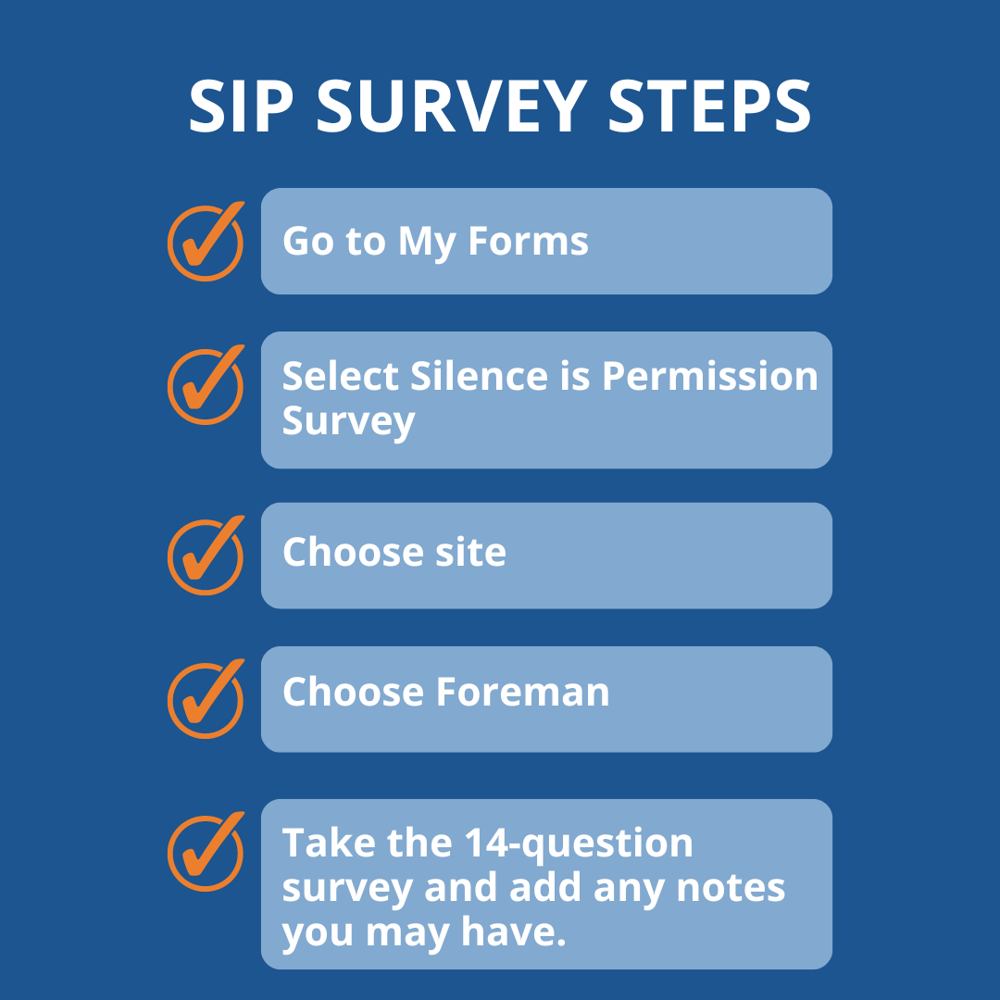 SIP SURVEY STEPS
Go to My Forms
Select Silence is Permission
Survey
Choose site
Choose Foreman
Take the 14-question
survey and add any notes
you may have.